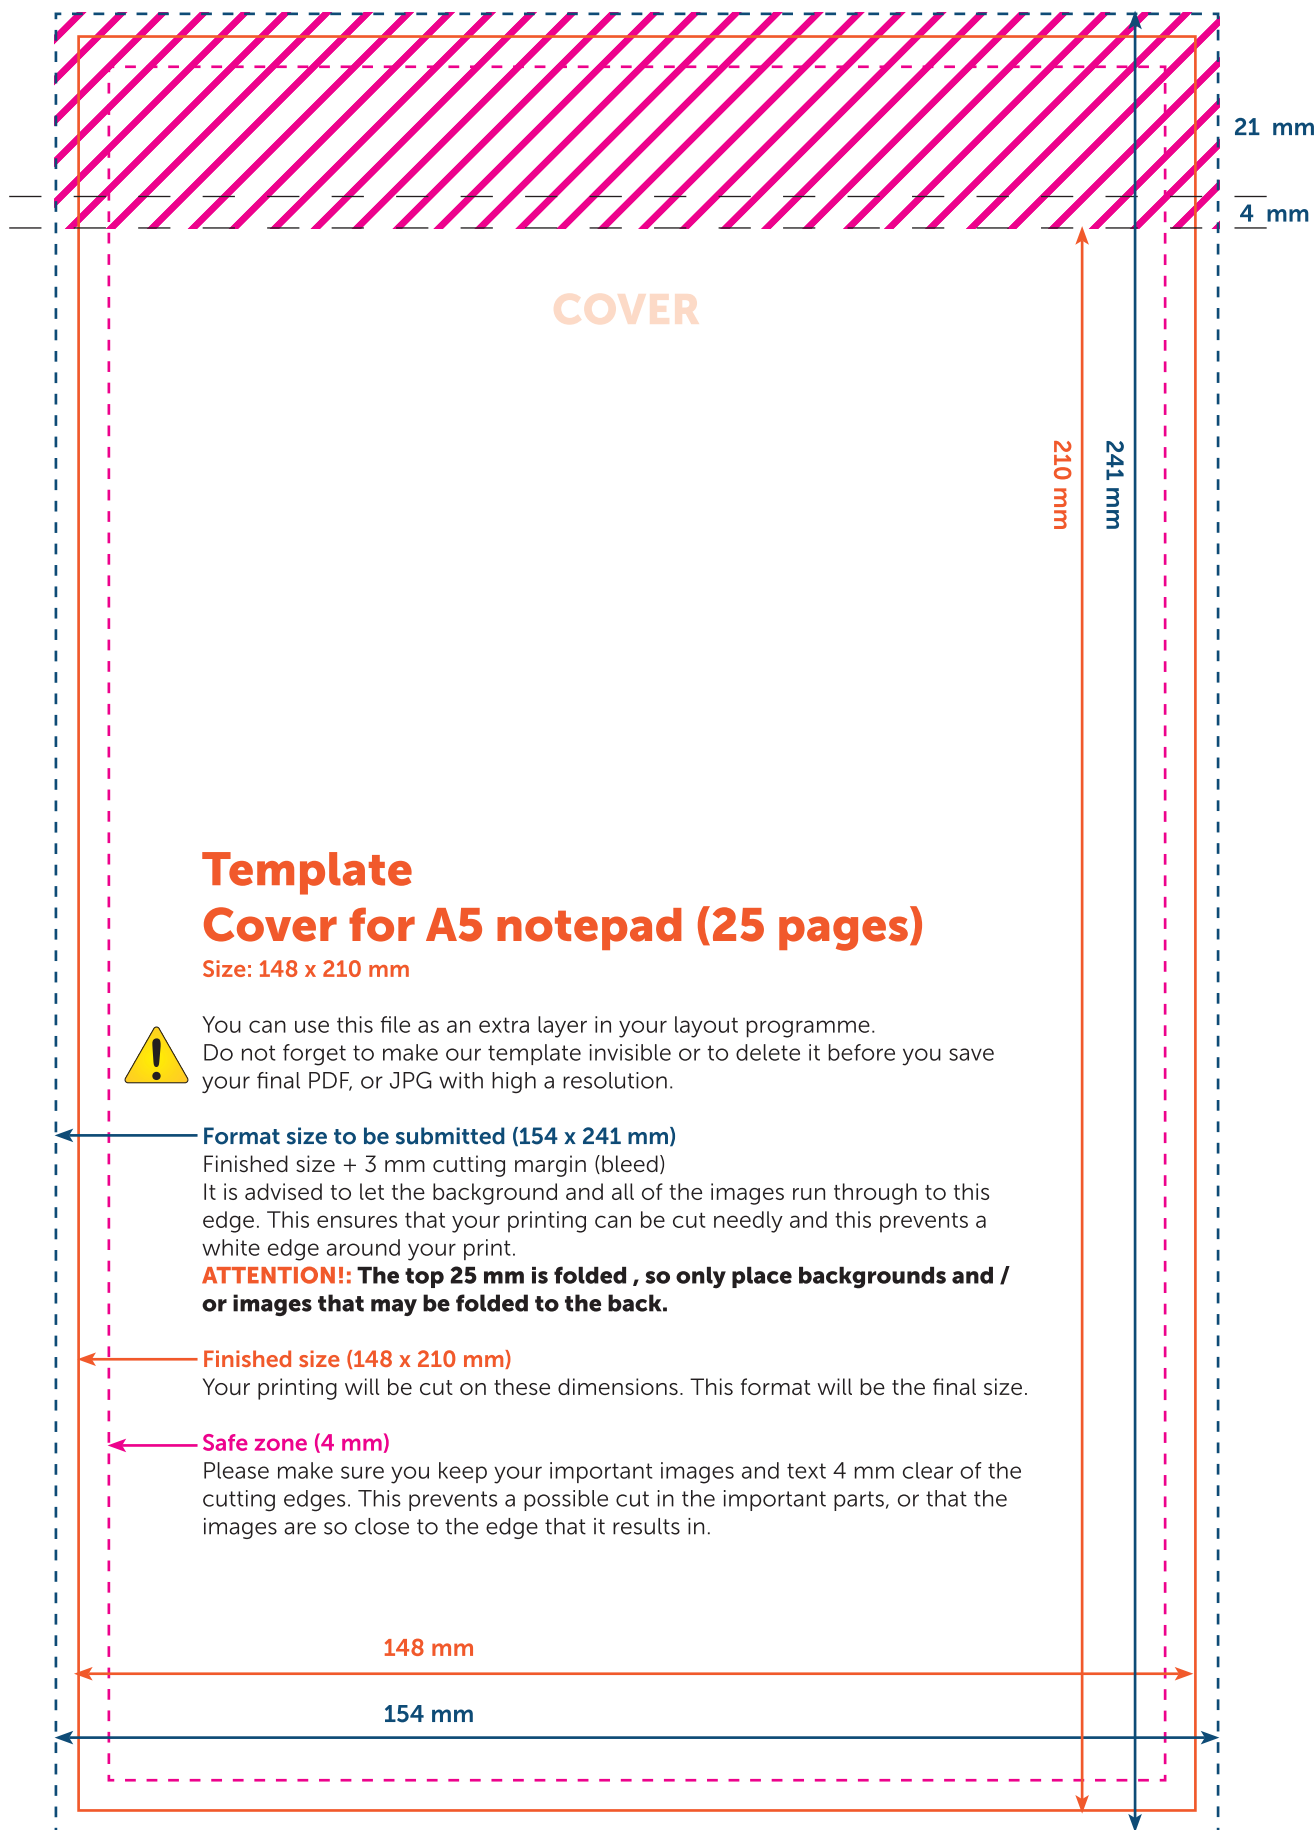 21 mm
4 mm
COVER
210 mm
241 mm
Template
Cover for A5 notepad (25 pages)
Size: 148 x 210 mm
You can use this file as an extra layer in your layout programme.
Do not forget to make our template invisible or to delete it before you save
your final PDF, or JPG with high a resolution.
Format size to be submitted (154 x 241 mm)
Finished size + 3 mm cutting margin (bleed)
It is advised to let the background and all of the images run through to this
edge. This ensures that your printing can be cut needly and this prevents a
white edge around your print.
ATTENTION!: The top 25 mm is folded , so only place backgrounds and /
or images that may be folded to the back.
Finished size (148 x 210 mm)
Your printing will be cut on these dimensions. This format will be the final size.
Safe zone (4 mm)
Please make sure you keep your important images and text 4 mm clear of the
cutting edges. This prevents a possible cut in the important parts, or that the
images are so close to the edge that it results in.
148 mm
154 mm